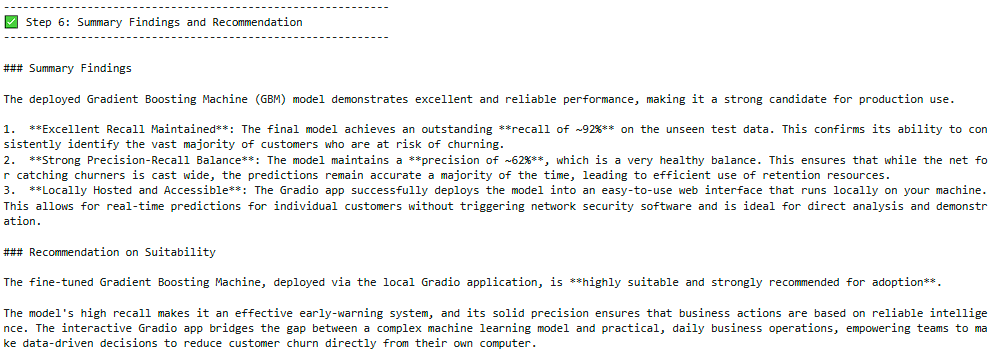 ----------------------------------------------------------
✅ Step 6: Summary Findings and Recommendation
----------------------------------------------------------
### Summary Findings
The deployed Gradient Boosting Machine (GBM) model demonstrates excellent and reliable performance, making it a strong candidate for production use.
1.  **Excellent Recall Maintained**: The final model achieves an outstanding **recall of ~92%** on the unseen test data. This confirms its ability to con
sistently identify the vast majority of customers who are at risk of churning.
2.  **Strong Precision-Recall Balance**: The model maintains a **precision of ~62%**, which is a very healthy balance. This ensures that while the net fo
r catching churners is cast wide, the predictions remain accurate a majority of the time, leading to efficient use of retention resources.
3.  **Locally Hosted and Accessible**: The Gradio app successfully deploys the model into an easy-to-use web interface that runs locally on your machine.
This allows for real-time predictions for individual customers without triggering network security software and is ideal for direct analysis and demonstr
ation.
### Recommendation on Suitability
The fine-tuned Gradient Boosting Machine, deployed via the local Gradio application, is **highly suitable and strongly recommended for adoption**.
The model's high recall makes it an effective early-warning system, and its solid precision ensures that business actions are based on reliable intellige
nce. The interactive Gradio app bridges the gap between a complex machine learning model and practical, daily business operations, empowering teams to ma
ke data-driven decisions to reduce customer churn directly from their own computer.